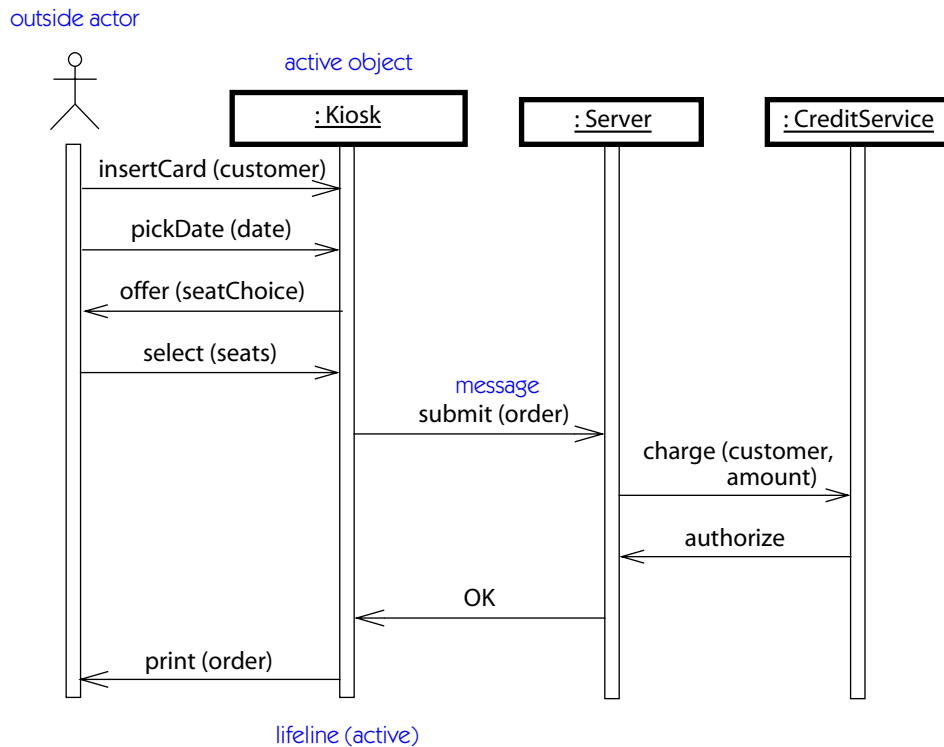 outside actor
active object
: Kiosk
: Server
: CreditService
insertCard (customer)
pickDate (date)
offer (seatChoice)
select (seats)
message
submit (order)
charge (customer,
amount)
authorize
OK
print (order)
lifeline (active)